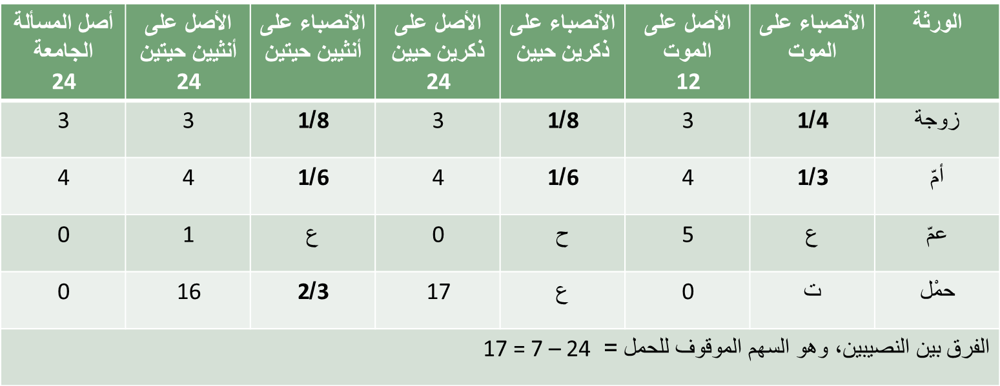 الورثة | الأنصباء على الموت | الأصل على الموت 12 | الأنصباء على ذكرين حيين | الأصل على ذكرين حيين 24 | الأنصباء على أنثيين حيتين | الأصل على أنثيين حيتين 24 | أصل المسألة الجامعة 24
زوجة | 1/4 | 3 | 1/8 | 3 | 1/8 | 3 | 3
أمّ | 1/3 | 4 | 1/6 | 4 | 1/6 | 4 | 4
عمّ | ع | 5 | ح | 0 | ع | 1 | 0
حمْل | ت | 0 | ع | 17 | 2/3 | 16 | 0
الفرق بين النصيبين، وهو السهم الموقوف للحمل = 24 – 7 = 17